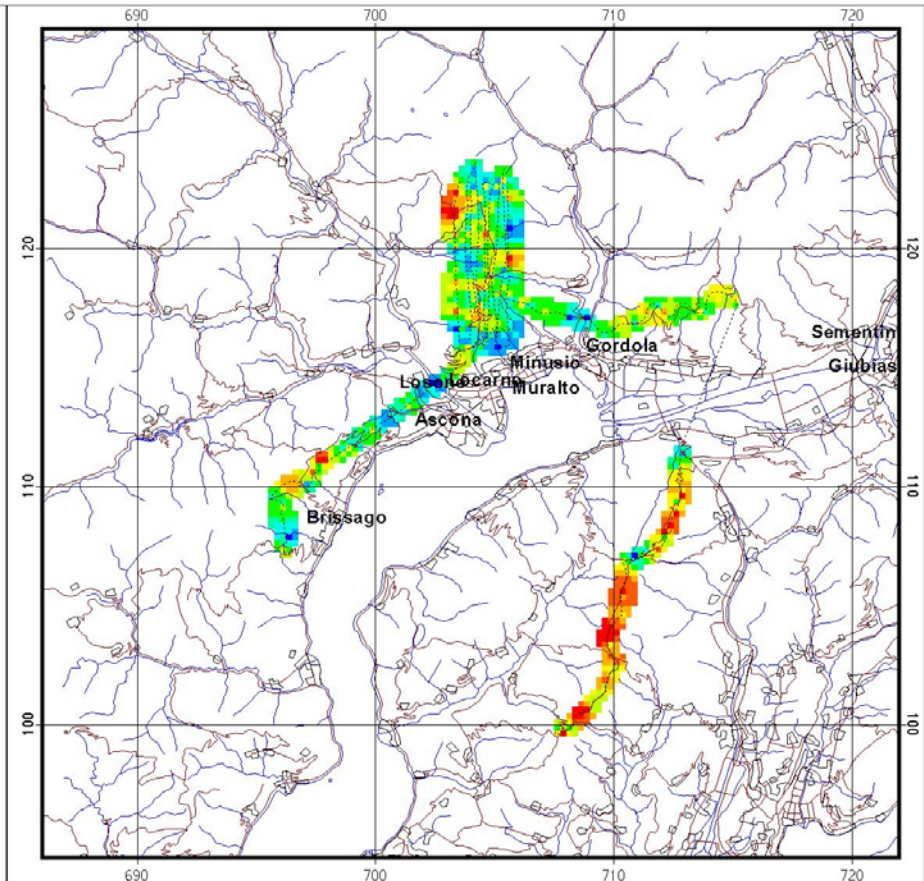 690 700 710 720
120 120
Sementin
Gordola
Minusio
Giubias
Losone Locarno
Muralto
Ascona
110 110
Brissago
100 100
690 700 710 720